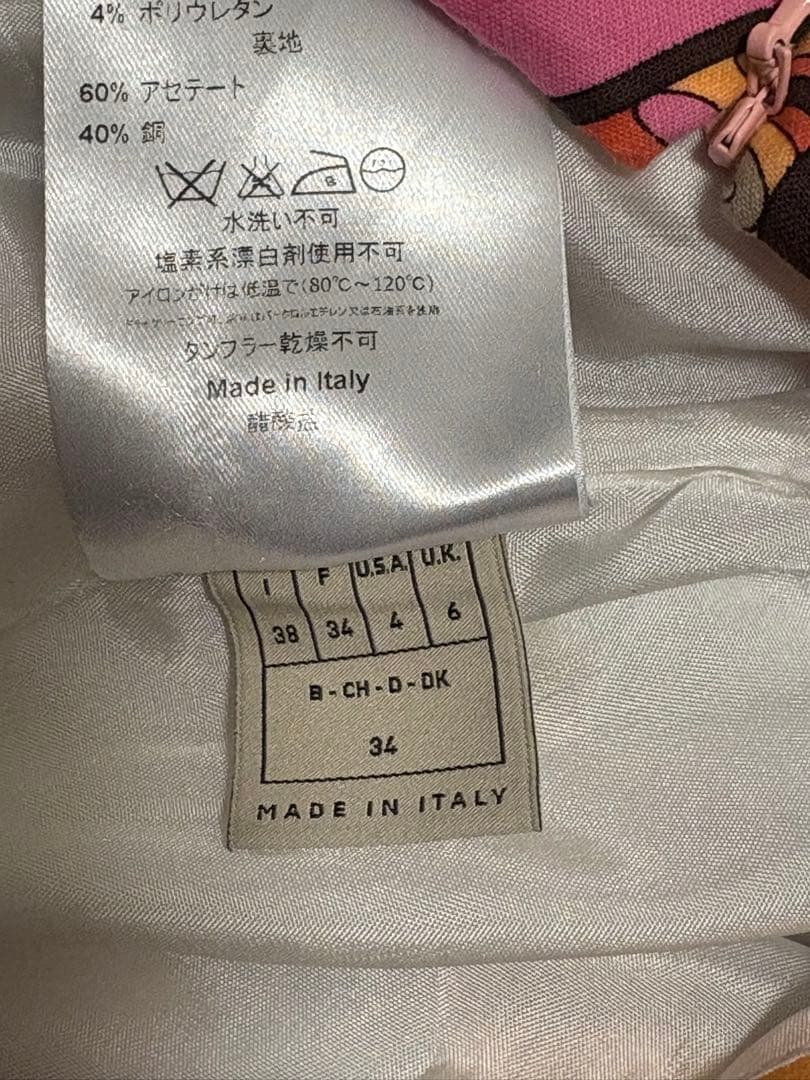 4% ポリウレタン
裏地
60% アセテート
40% 銅
水洗い不可
塩素系漂白剤使用不可
アイロンがけは低温で(80℃～120℃)
タンフラー乾燥不可
Made in Italy
I F U.S.A. U.K.
38 34 4 6
B - CH - D - DK
34
MADE IN ITALY